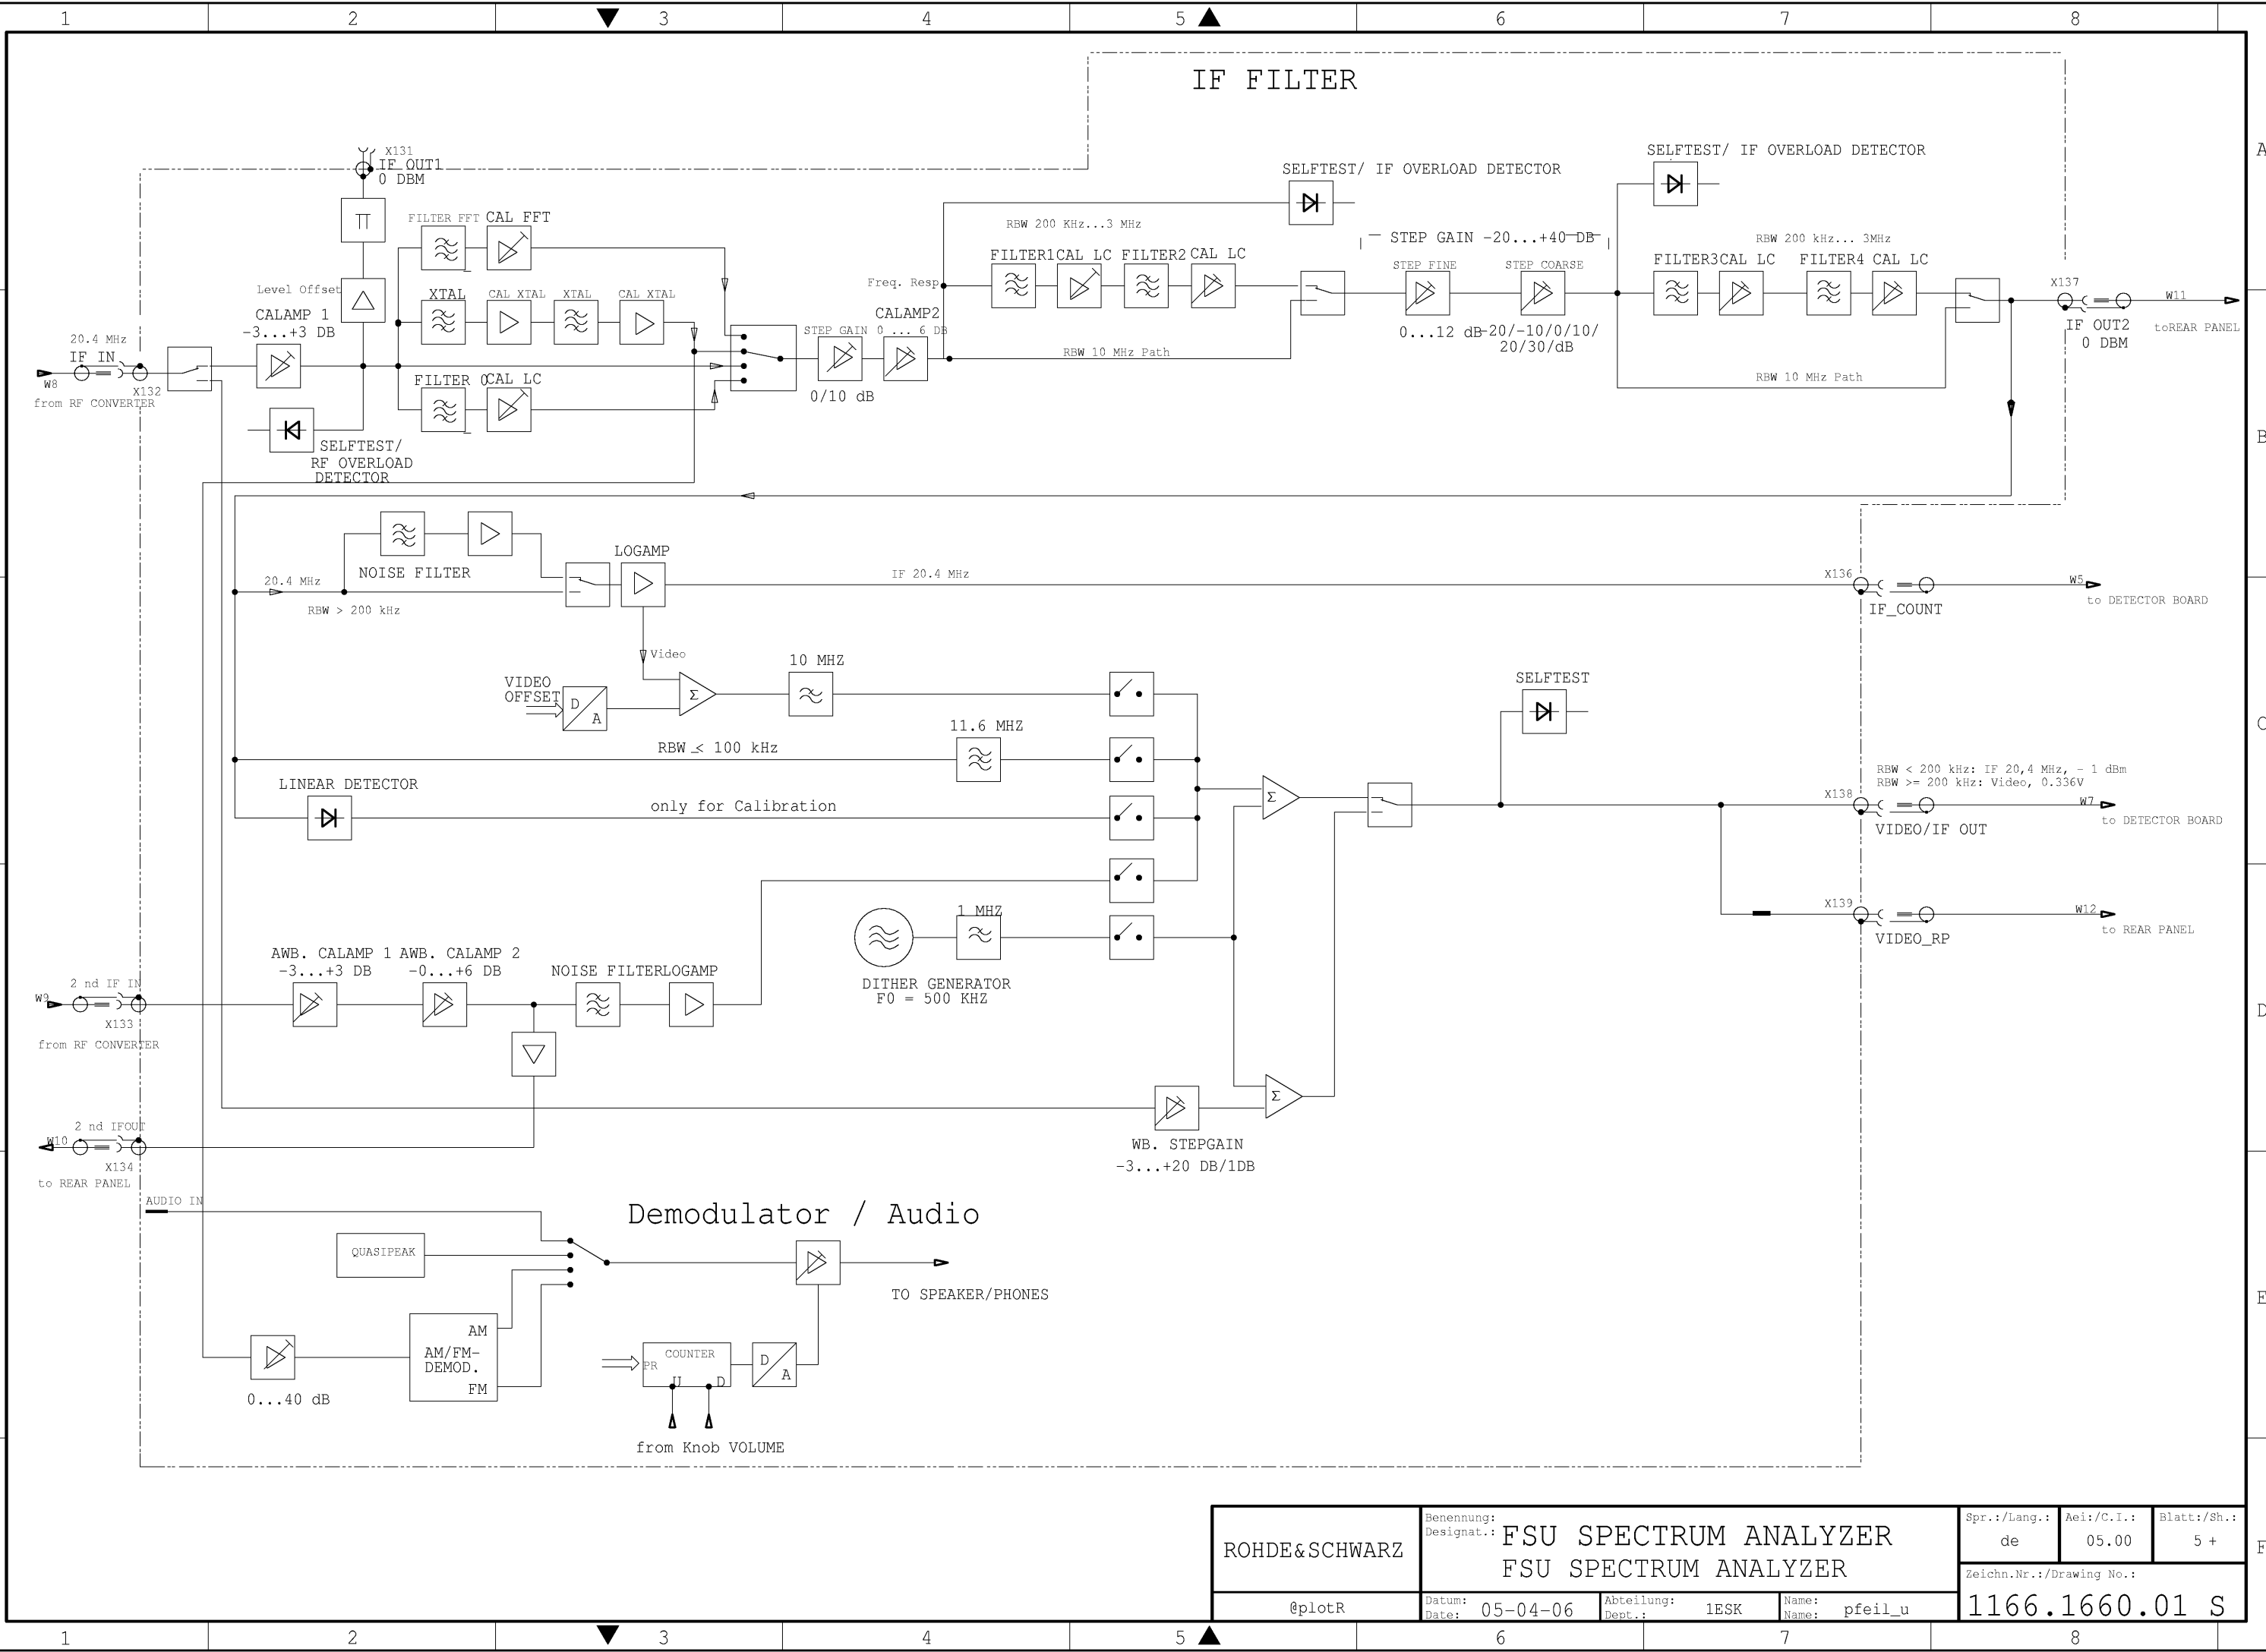 1 2 3 4 5 6 7 8
IF FILTER
A
B
C
D
E
F
X131
IF OUT1
0 DBM
Π
Level Offset
CALAMP 1
-3...+3 DB
20.4 MHz
IF IN
W8
X132
from RF CONVERTER
SELFTEST/
RF OVERLOAD
DETECTOR
FILTER FFT CAL FFT
XTAL CAL XTAL XTAL CAL XTAL
FILTER 0 CAL LC
STEP GAIN 0 ... 6 DB
CALAMP2
0/10 dB
Freq. Resp
RBW 200 KHz...3 MHz
FILTER1 CAL LC FILTER2 CAL LC
RBW 10 MHz Path
SELFTEST/ IF OVERLOAD DETECTOR
STEP GAIN -20...+40 DB
STEP FINE STEP COARSE
0...12 dB
-20/-10/0/10/
20/30/dB
SELFTEST/ IF OVERLOAD DETECTOR
RBW 200 kHz... 3MHz
FILTER3 CAL LC FILTER4 CAL LC
RBW 10 MHz Path
X137
W11
IF OUT2
0 DBM
toREAR PANEL
NOISE FILTER
LOGAMP
20.4 MHz
RBW > 200 kHz
IF 20.4 MHz
X136
W5
IF_COUNT
to DETECTOR BOARD
Video
VIDEO
OFFSET
D
A
Σ
10 MHZ
11.6 MHZ
RBW < 100 kHz
LINEAR DETECTOR
only for Calibration
SELFTEST
Σ
RBW < 200 kHz: IF 20,4 MHz, - 1 dBm
RBW >= 200 kHz: Video, 0.336V
X138
W7
VIDEO/IF OUT
to DETECTOR BOARD
X139
W12
VIDEO_RP
to REAR PANEL
1 MHZ
DITHER GENERATOR
F0 = 500 KHZ
AWB. CALAMP 1 AWB. CALAMP 2
-3...+3 DB -0...+6 DB
NOISE FILTER LOGAMP
2 nd IF IN
W9
X133
from RF CONVERTER
Σ
WB. STEPGAIN
-3...+20 DB/1DB
2 nd IFOUT
W10
X134
to REAR PANEL
AUDIO IN
Demodulator / Audio
QUASIPEAK
TO SPEAKER/PHONES
AM
AM/FM-
DEMOD.
FM
0...40 dB
COUNTER
PR
U D
D
A
from Knob VOLUME
ROHDE&SCHWARZ
@plotR
Benennung:
Designat.:
FSU SPECTRUM ANALYZER
FSU SPECTRUM ANALYZER
Datum:
Date: 05-04-06
Abteilung:
Dept.: 1ESK
Name:
Name: pfeil_u
Spr.:/Lang.:
de
Aei:/C.I.:
05.00
Blatt:/Sh.:
5 +
Zeichn.Nr.:/Drawing No.:
1166.1660.01 S
1 2 3 4 5 6 7 8